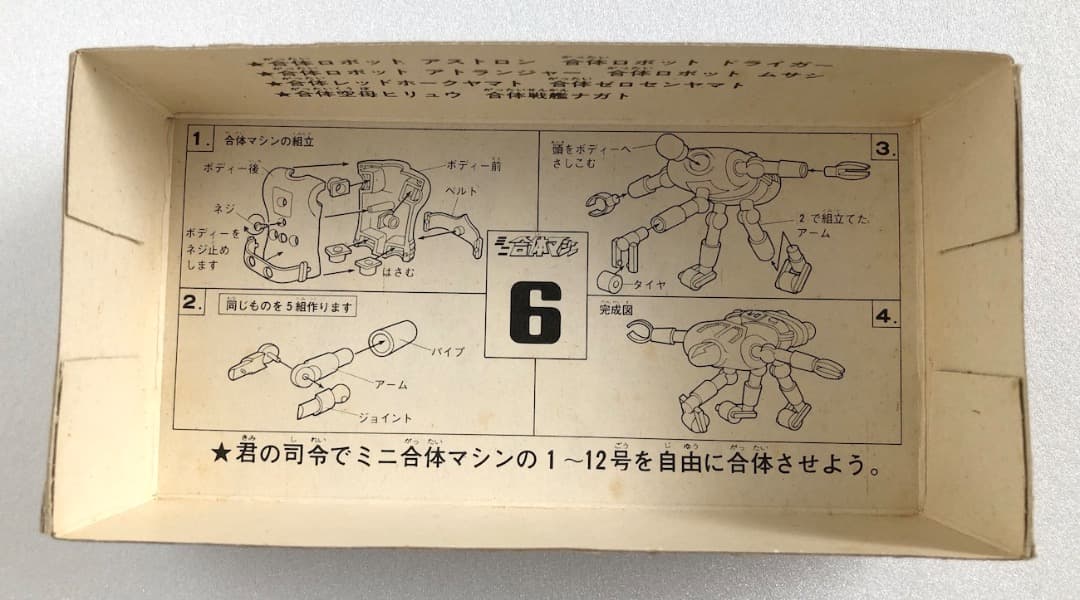 ★合体ロボット アストロン 合体ロボット ドライガー
★合体ロボット アトランジャー 合体ロボット ムサシ
★合体レッドホークヤマト 合体ゼロセンヤマト
★合体空母ヒリュウ 合体戦艦ナガト
1.
合体マシンの組立
ボディー後
ボディー前
ベルト
ネジ
ボディーを
ネジ止め
します
はさむ
2.
同じものを5組作ります
パイプ
アーム
ジョイント
ミニ合体マシン
6
3.
頭をボディーへ
さしこむ
2で組立てた
アーム
タイヤ
4.
完成図
★君の司令でミニ合体マシンの1〜12号を自由に合体させよう。